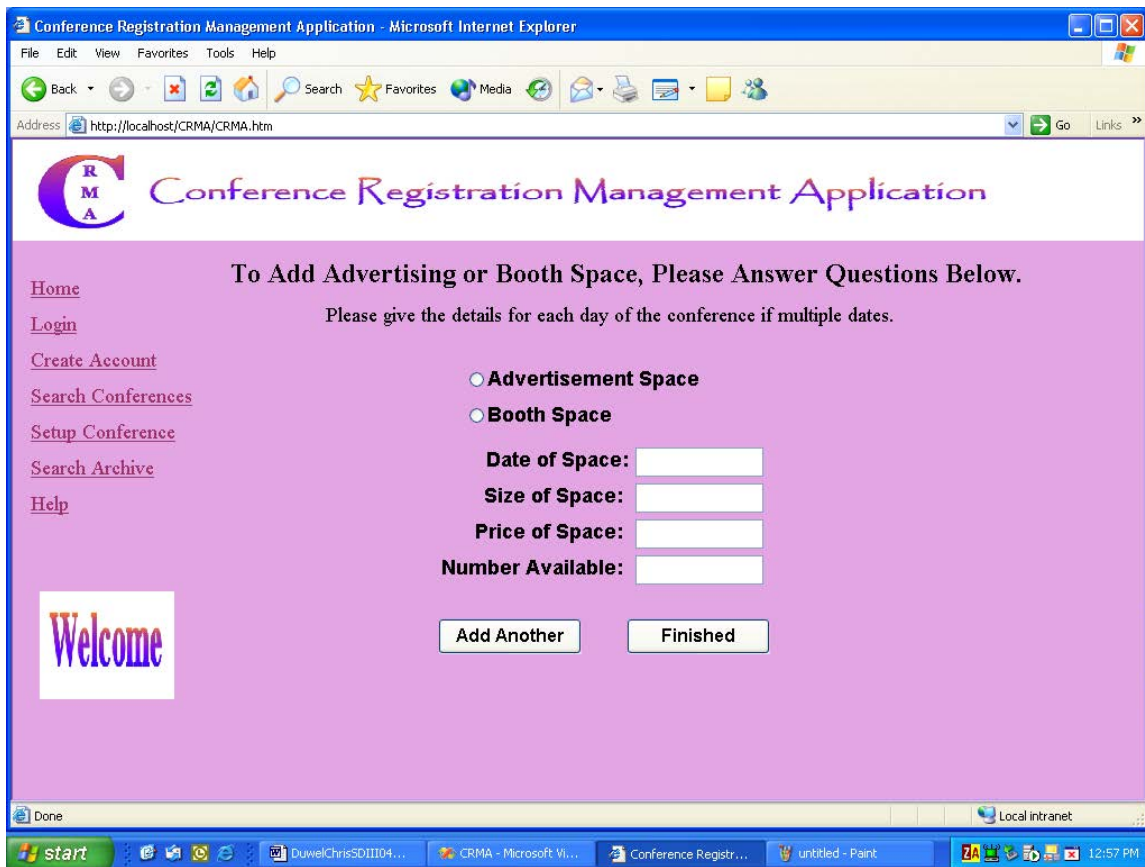 Conference Registration Management Application - Microsoft Internet Explorer
File Edit View Favorites Tools Help
Back Search Favorites Media
Address http://localhost/CRMA/CRMA.htm Go Links »
C
R
M
A
Conference Registration Management Application
To Add Advertising or Booth Space, Please Answer Questions Below.
Please give the details for each day of the conference if multiple dates.
Home
Login
Create Account
Search Conferences
Setup Conference
Search Archive
Help
Welcome
Advertisement Space
Booth Space
Date of Space:
Size of Space:
Price of Space:
Number Available:
Add Another Finished
Done Local intranet
start DuwelChrisSDIII04... CRMA - Microsoft Vi... Conference Registr... untitled - Paint ZA 12:57 PM